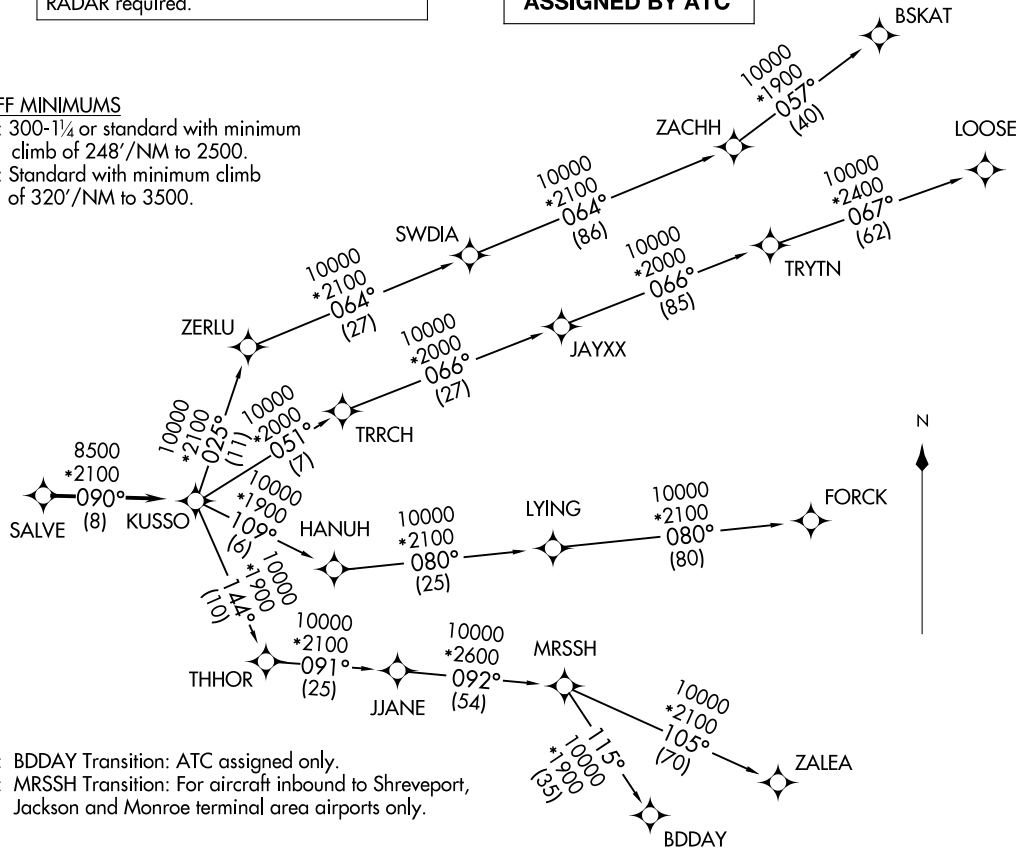 RADAR required.
ASSIGNED BY ATC
BSKAT
10000
*1900
057°
(40)
FF MINIMUMS
: 300-1¼ or standard with minimum
climb of 248'/NM to 2500.
: Standard with minimum climb
of 320'/NM to 3500.
ZACHH
LOOSE
10000
*2100
064°
(86)
10000
*2400
067°
(62)
SWDIA
10000
*2100
064°
(27)
10000
*2000
066°
(85)
TRYTN
ZERLU
10000
*2000
066°
(27)
JAYXX
10000
*2100
025°
(11)
10000
*2000
051°
(7)
TRRCH
N
8500
*2100
090°
(8)
SALVE
KUSSO
10000
*1900
109°
(6)
HANUH
10000
*2100
080°
(25)
LYING
10000
*2100
080°
(80)
FORCK
10000
*1900
144°
(10)
THHOR
10000
*2100
091°
(25)
JJANE
10000
*2600
092°
(54)
MRSSH
10000
*2100
105°
(70)
ZALEA
115°
10000
*1900
(35)
BDDAY
: BDDAY Transition: ATC assigned only.
: MRSSH Transition: For aircraft inbound to Shreveport,
Jackson and Monroe terminal area airports only.